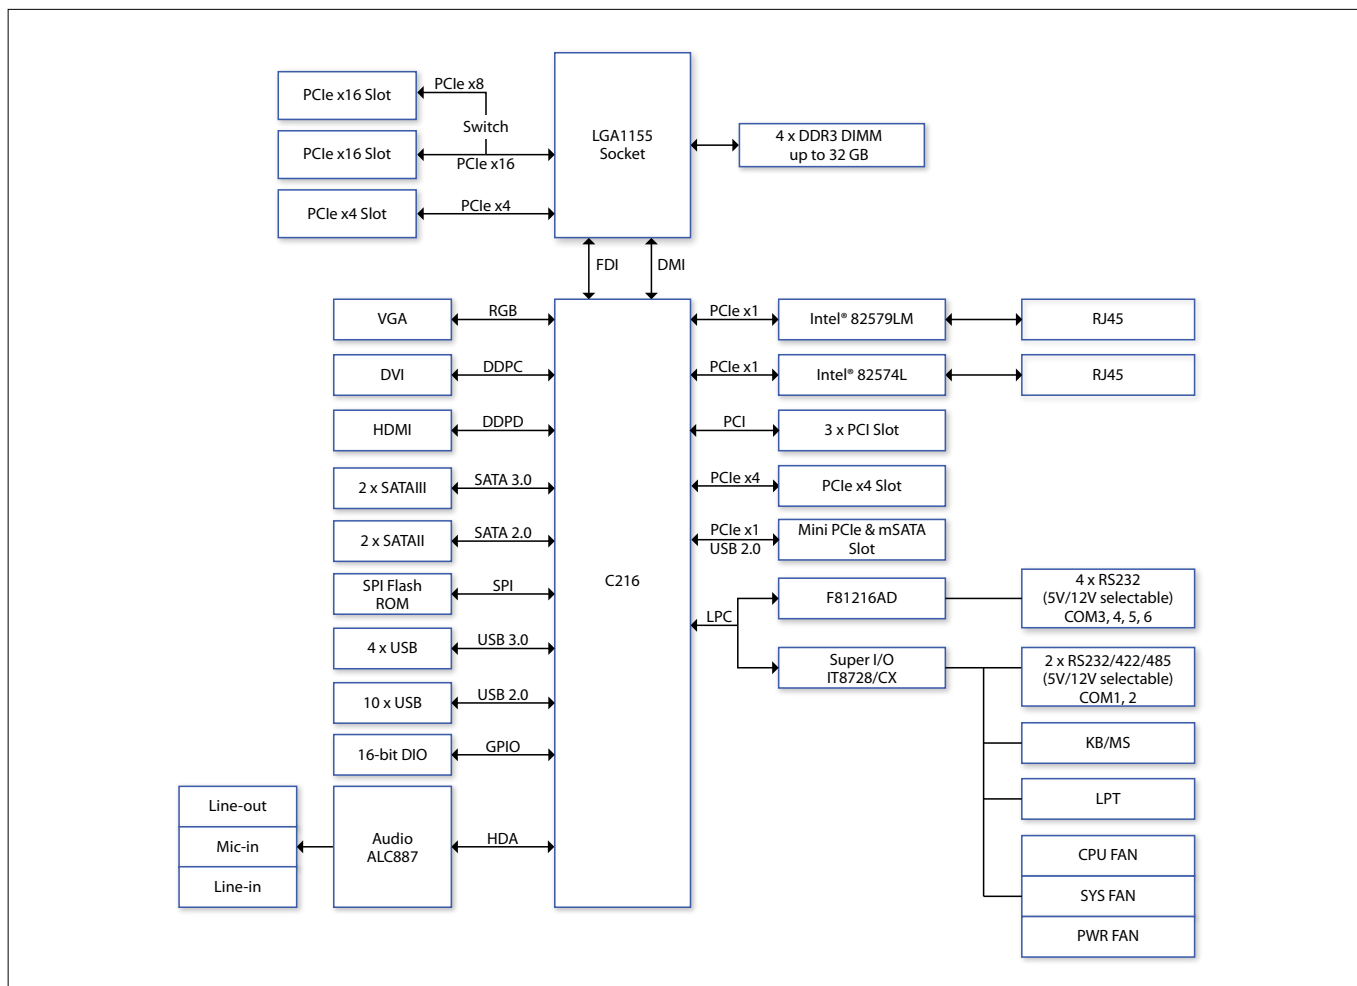 PCIe x16 Slot
PCIe x8
Switch
PCIe x16 Slot
PCIe x16
PCIe x4 Slot
PCIe x4
LGA1155
Socket
4 x DDR3 DIMM
up to 32 GB
FDI
DMI
VGA
RGB
DVI
DDPC
HDMI
DDPD
2 x SATAIII
SATA 3.0
2 x SATAII
SATA 2.0
SPI Flash
ROM
SPI
4 x USB
USB 3.0
10 x USB
USB 2.0
16-bit DIO
GPIO
Line-out
Mic-in
Line-in
Audio
ALC887
HDA
C216
PCIe x1
Intel® 82579LM
RJ45
PCIe x1
Intel® 82574L
RJ45
PCI
3 x PCI Slot
PCIe x4
PCIe x4 Slot
PCIe x1
USB 2.0
Mini PCIe & mSATA
Slot
LPC
F81216AD
4 x RS232
(5V/12V selectable)
COM3, 4, 5, 6
Super I/O
IT8728/CX
2 x RS232/422/485
(5V/12V selectable)
COM1, 2
KB/MS
LPT
CPU FAN
SYS FAN
PWR FAN